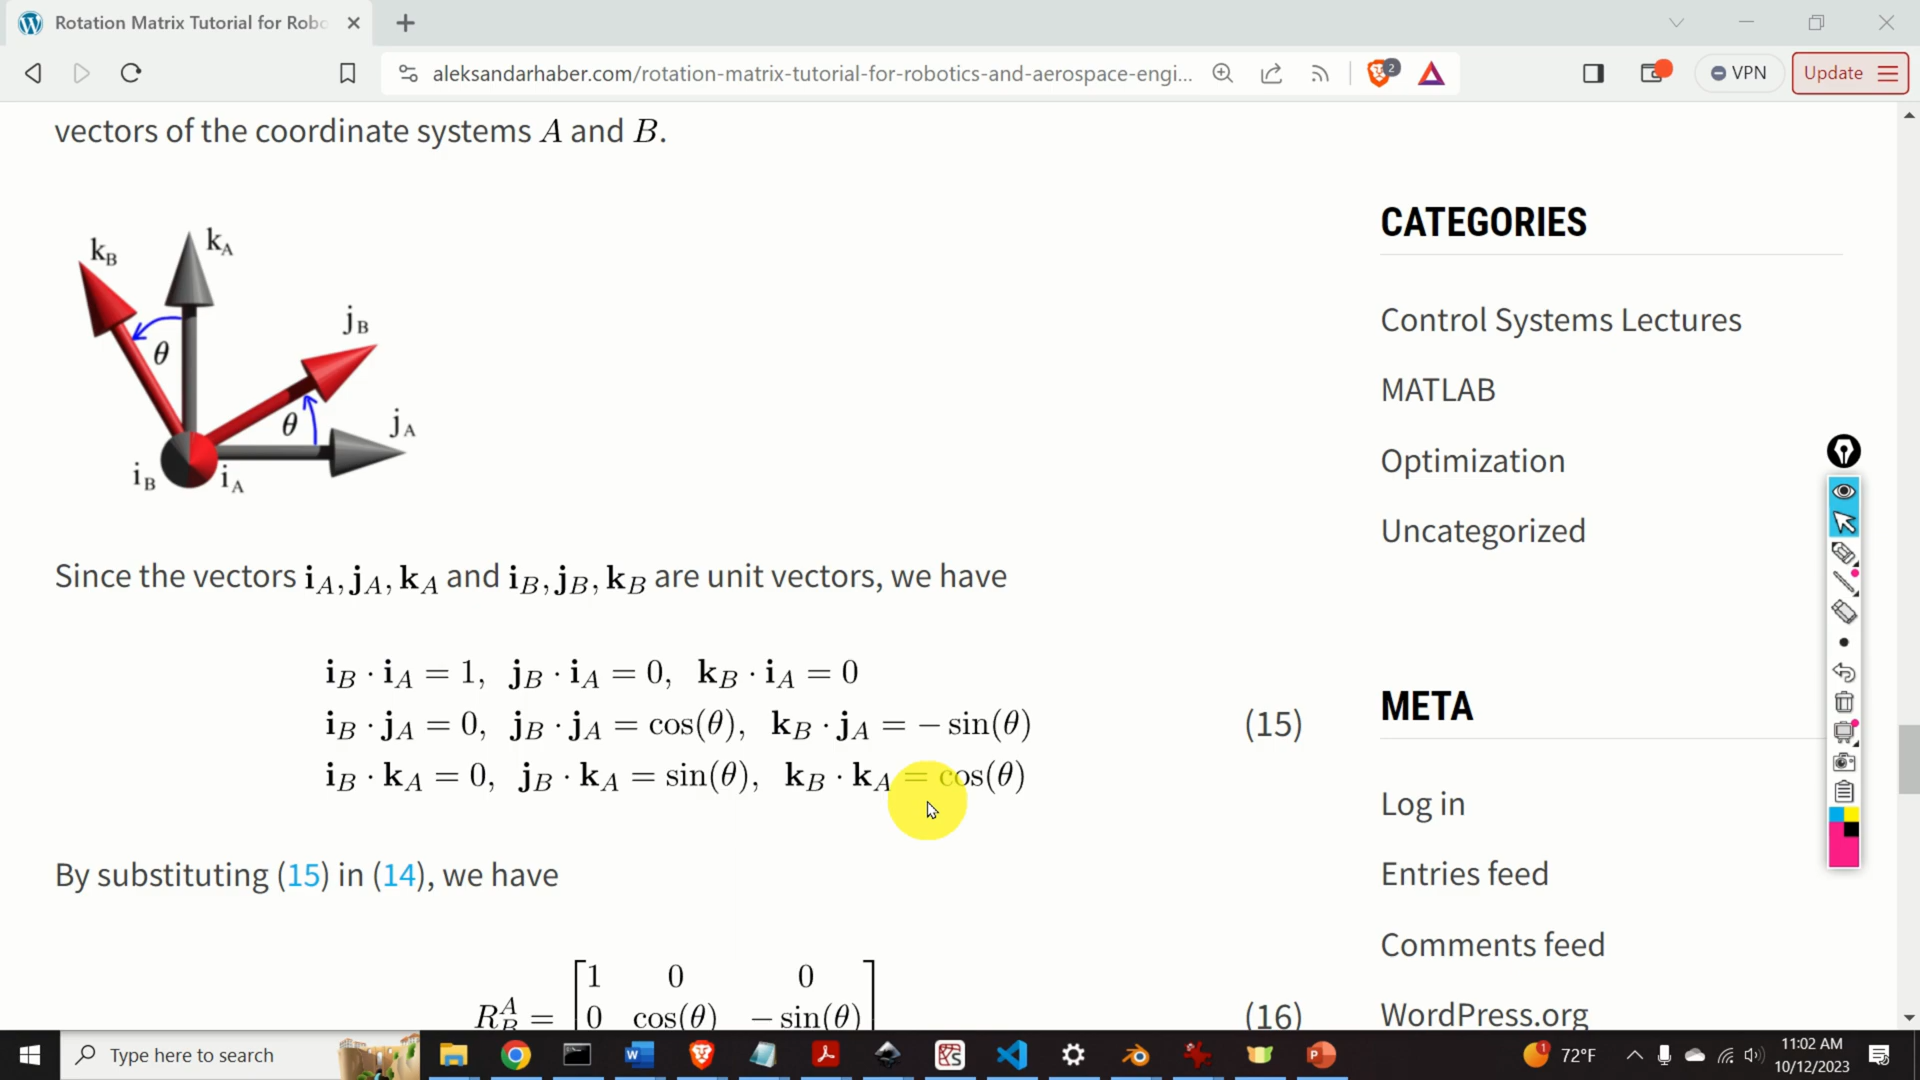 Rotation Matrix Tutorial for Robo
aleksandarhaber.com/rotation-matrix-tutorial-for-robotics-and-aerospace-engi...
2
VPN
Update
vectors of the coordinate systems A and B.
k_B
k_A
j_B
θ
θ
j_A
i_B
i_A
Since the vectors i_A, j_A, k_A and i_B, j_B, k_B are unit vectors, we have
i_B · i_A = 1, j_B · i_A = 0, k_B · i_A = 0
i_B · j_A = 0, j_B · j_A = cos(θ), k_B · j_A = − sin(θ)
(15)
i_B · k_A = 0, j_B · k_A = sin(θ), k_B · k_A = cos(θ)
By substituting (15) in (14), we have
1 0 0
R_B^A = 0 cos(θ) − sin(θ)
(16)
CATEGORIES
Control Systems Lectures
MATLAB
Optimization
Uncategorized
META
Log in
Entries feed
Comments feed
WordPress.org
Type here to search
1
72°F
11:02 AM
10/12/2023